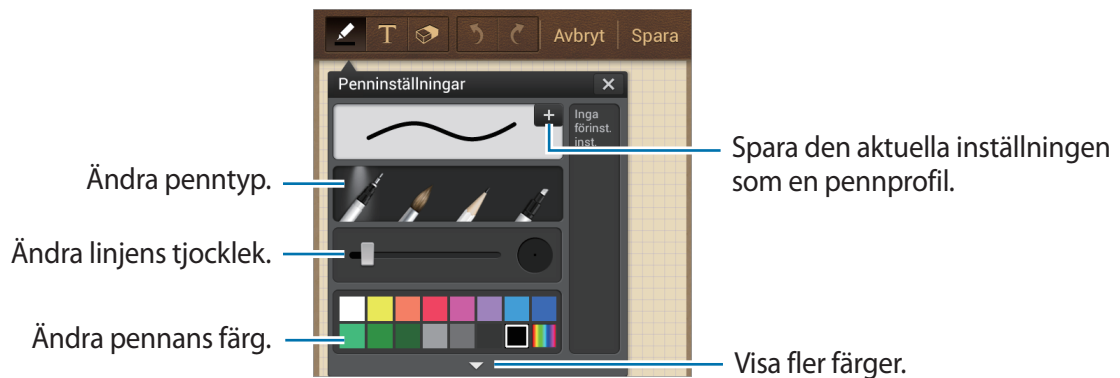 T Avbryt Spara
Penninställningar
Inga
förinst.
inst.
Spara den aktuella inställningen
som en pennprofil.
Ändra penntyp.
Ändra linjens tjocklek.
Ändra pennans färg.
Visa fler färger.